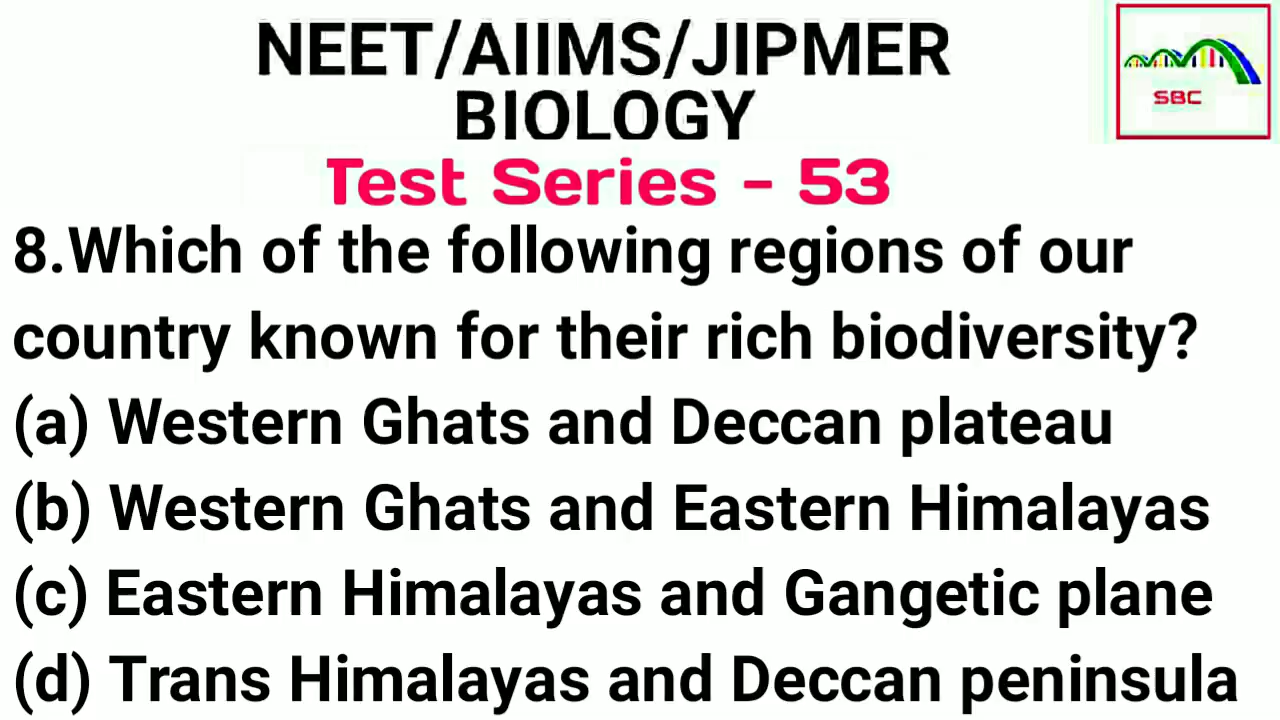 NEET/AIIMS/JIPMER
BIOLOGY
SBC
Test Series - 53
8.Which of the following regions of our
country known for their rich biodiversity?
(a) Western Ghats and Deccan plateau
(b) Western Ghats and Eastern Himalayas
(c) Eastern Himalayas and Gangetic plane
(d) Trans Himalayas and Deccan peninsula